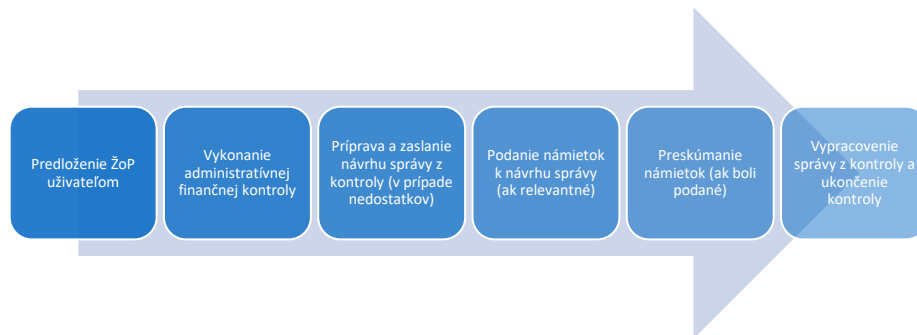 Predloženie ŽoP
uživateľom
Vykonanie
administratívnej
finančnej kontroly
Príprava a zaslanie
návrhu správy z
kontroly (v prípade
nedostatkov)
Podanie námietok
k návrhu správy
(ak relevantné)
Preskúmanie
námietok (ak boli
podané)
Vypracovenie
správy z kontroly a
ukončenie
kontroly